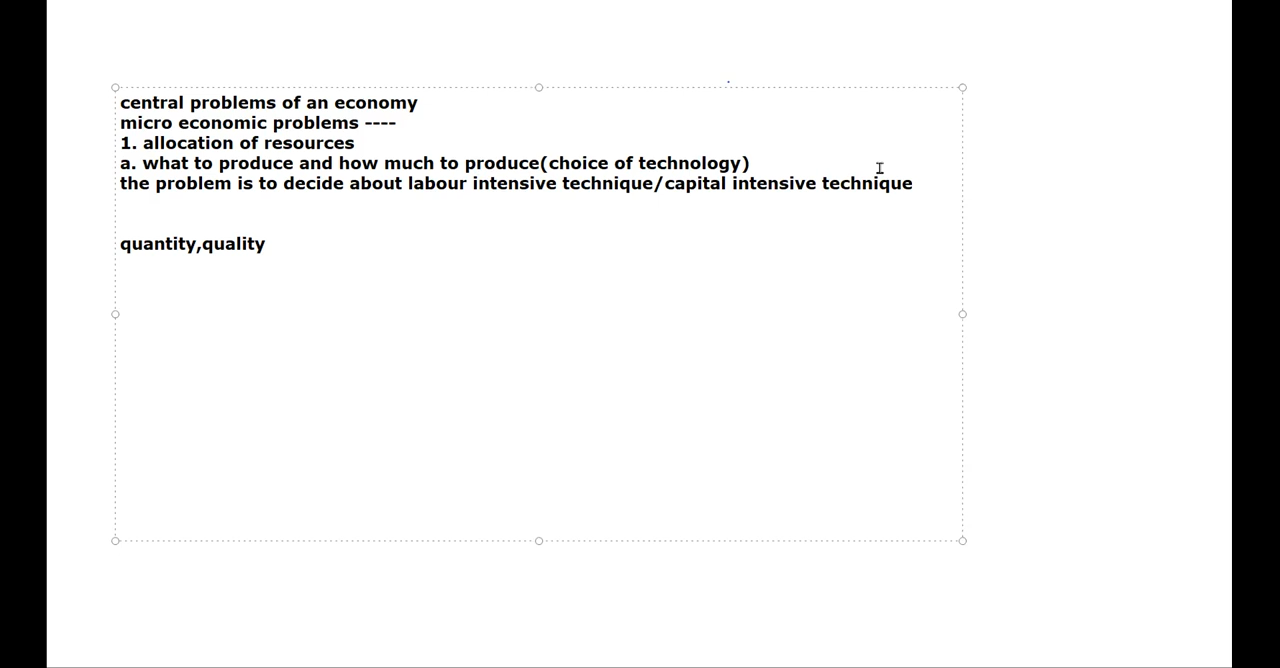 central problems of an economy
micro economic problems ----
1. allocation of resources
a. what to produce and how much to produce(choice of technology)
the problem is to decide about labour intensive technique/capital intensive technique
quantity,quality